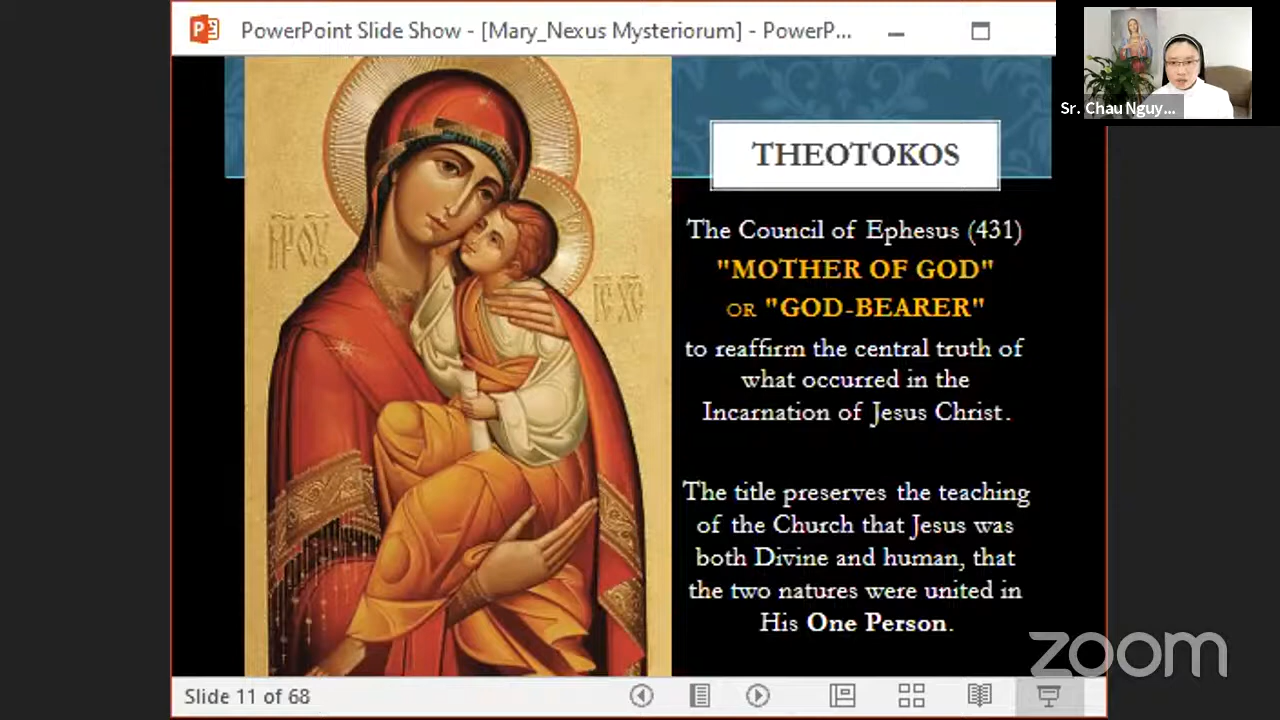 PowerPoint Slide Show - [Mary_Nexus Mysteriorum] - PowerP...
Sr. Chau Nguy...
THEOTOKOS
The Council of Ephesus (431)
"MOTHER OF GOD"
OR "GOD-BEARER"
to reaffirm the central truth of
what occurred in the
Incarnation of Jesus Christ.
The title preserves the teaching
of the Church that Jesus was
both Divine and human, that
the two natures were united in
His One Person.
zoom
Slide 11 of 68